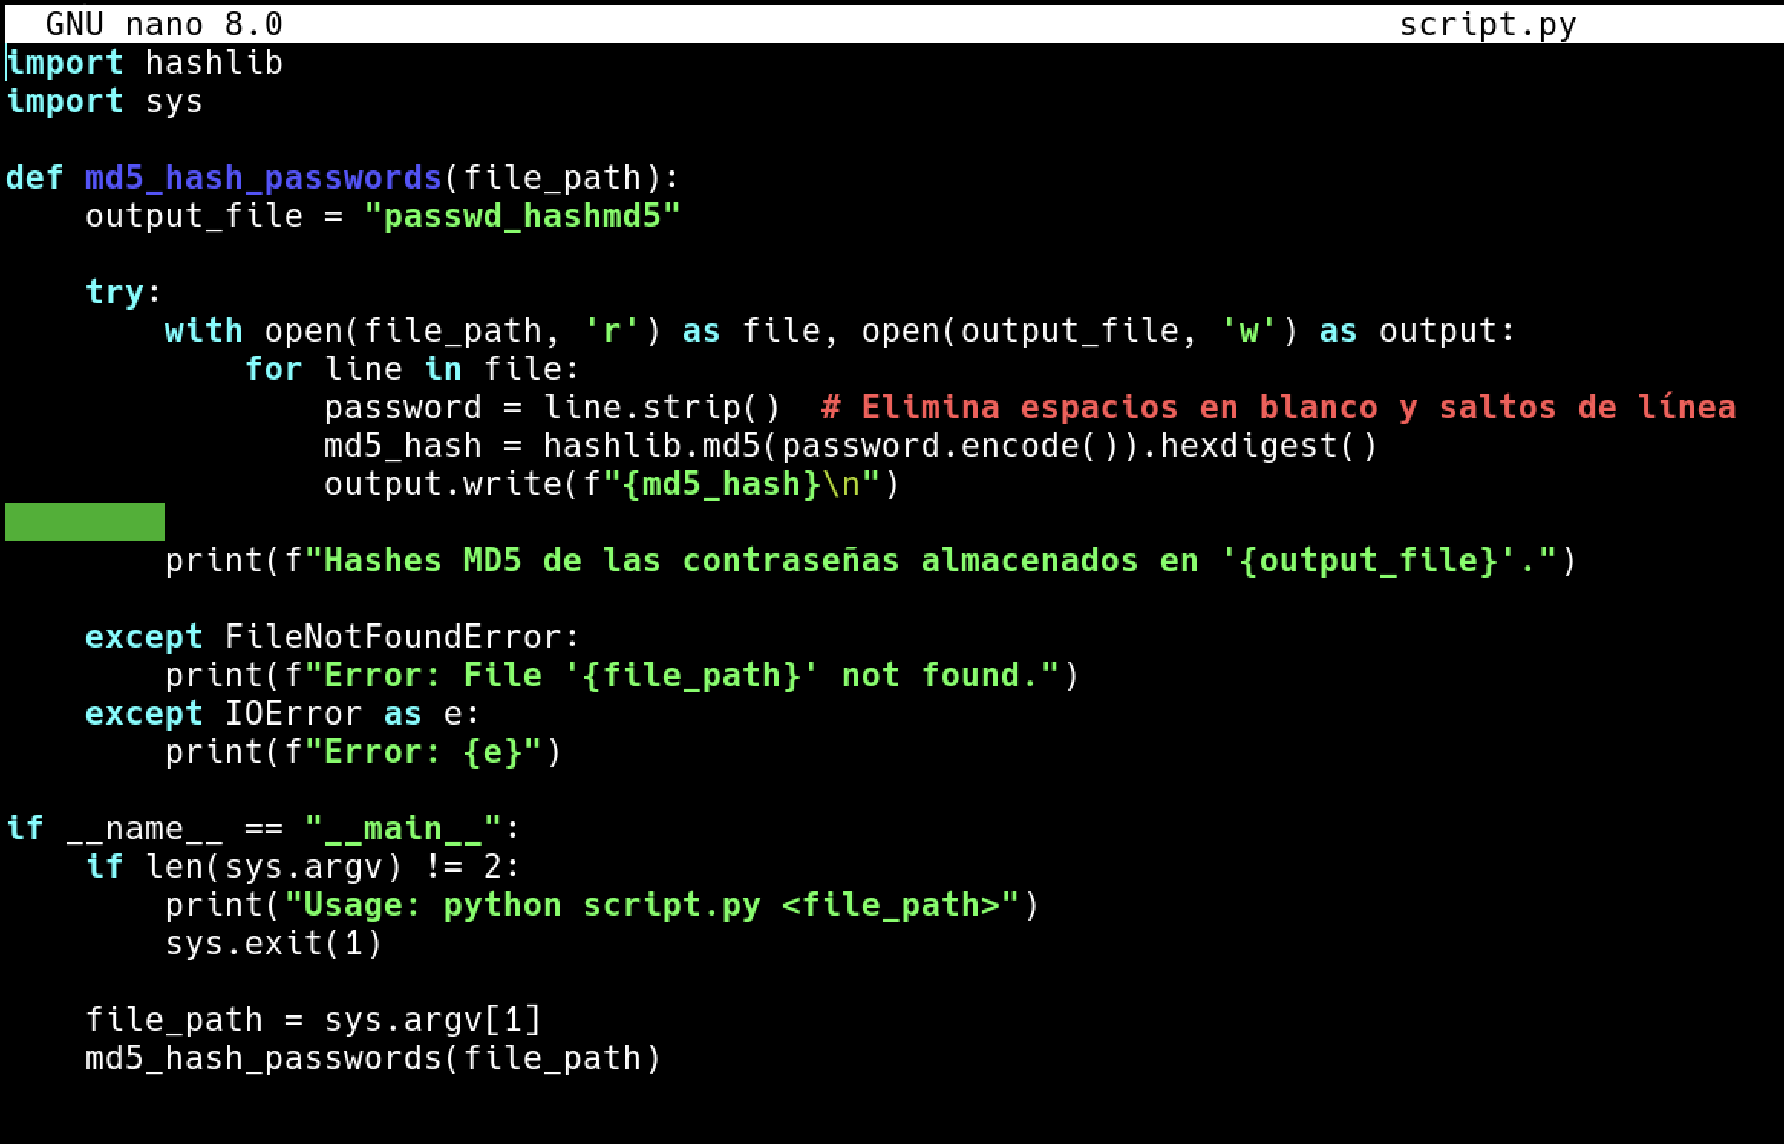 GNU nano 8.0 script.py
import hashlib
import sys
def md5_hash_passwords(file_path):
    output_file = "passwd_hashmd5"
    try:
        with open(file_path, 'r') as file, open(output_file, 'w') as output:
            for line in file:
                password = line.strip()  # Elimina espacios en blanco y saltos de línea
                md5_hash = hashlib.md5(password.encode()).hexdigest()
                output.write(f"{md5_hash}\n")
        print(f"Hashes MD5 de las contraseñas almacenados en '{output_file}'.")
    except FileNotFoundError:
        print(f"Error: File '{file_path}' not found.")
    except IOError as e:
        print(f"Error: {e}")
if __name__ == "__main__":
    if len(sys.argv) != 2:
        print("Usage: python script.py <file_path>")
        sys.exit(1)
    file_path = sys.argv[1]
    md5_hash_passwords(file_path)